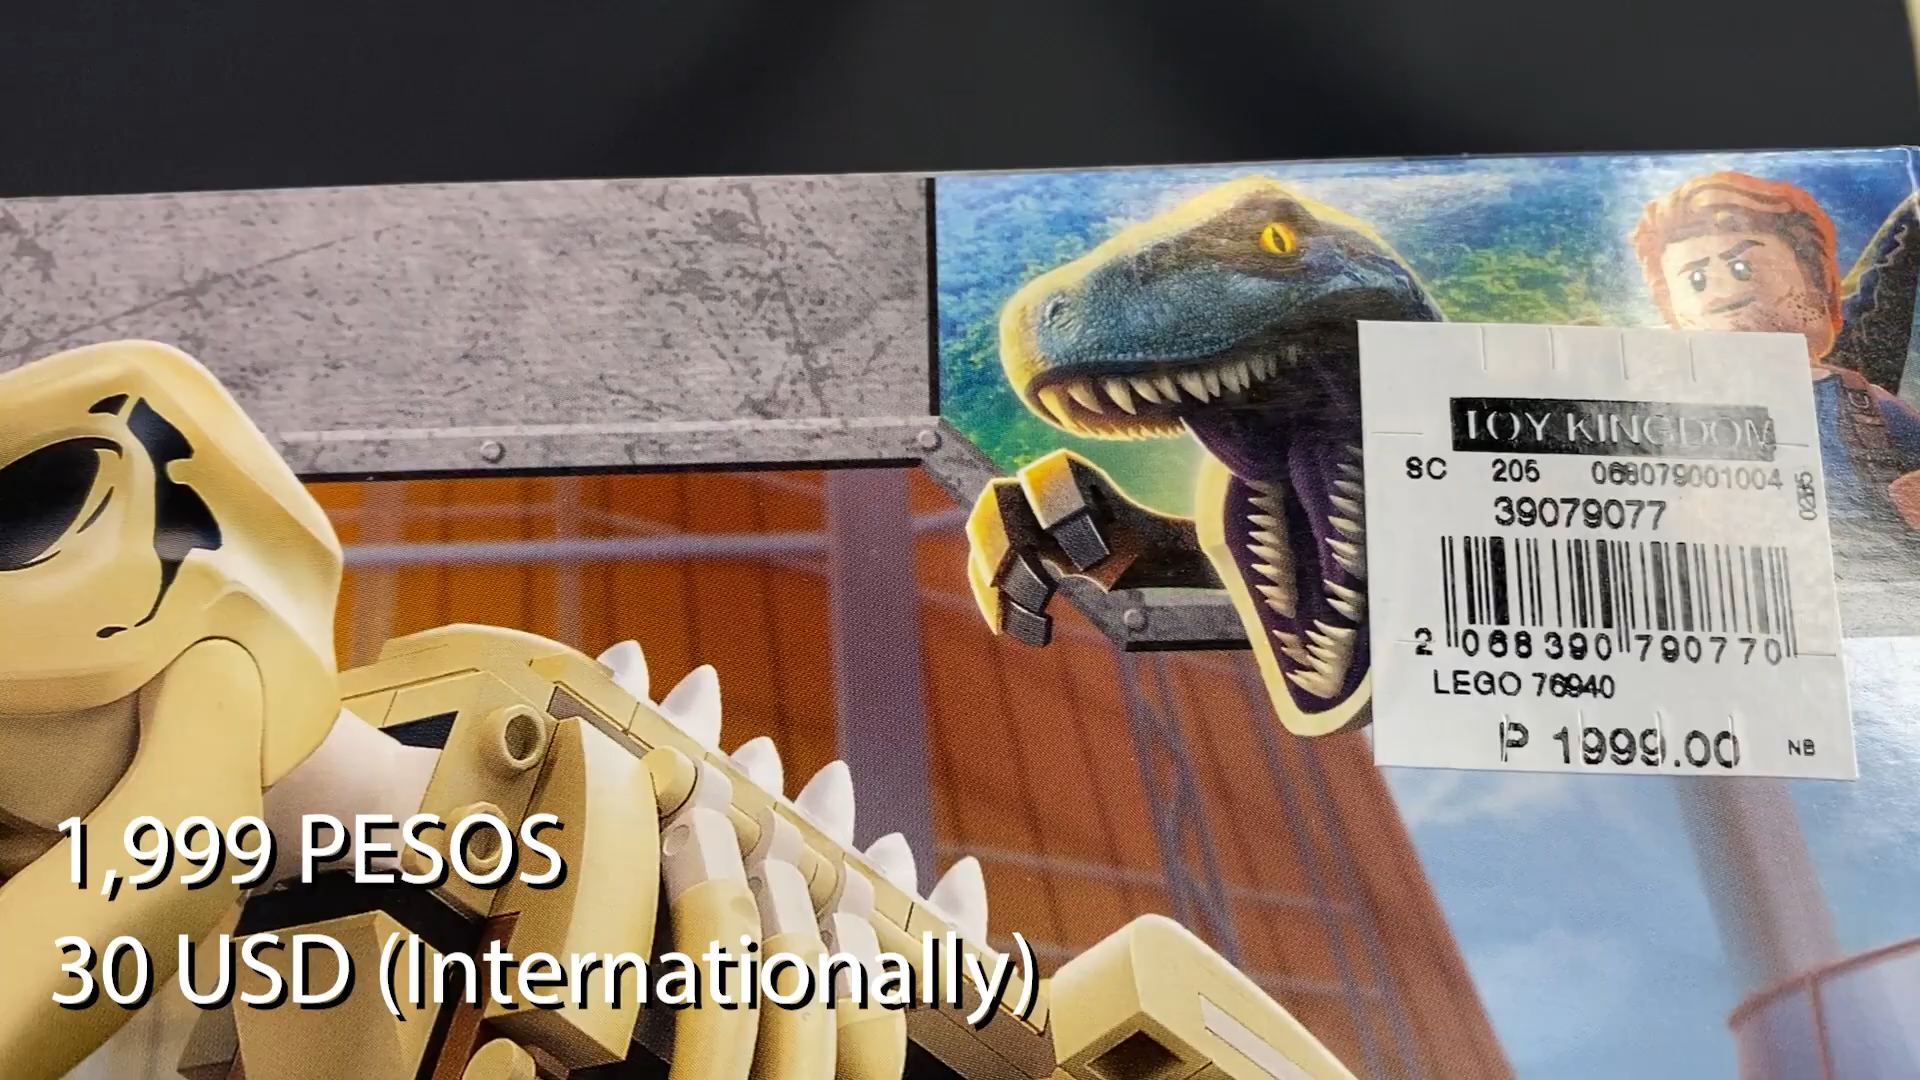 TOY KINGDOM
SC 205 068079001004
0285
39079077
2 068390 790770
LEGO 76940
₱ 1999.00 NB
1,999 PESOS
30 USD (Internationally)